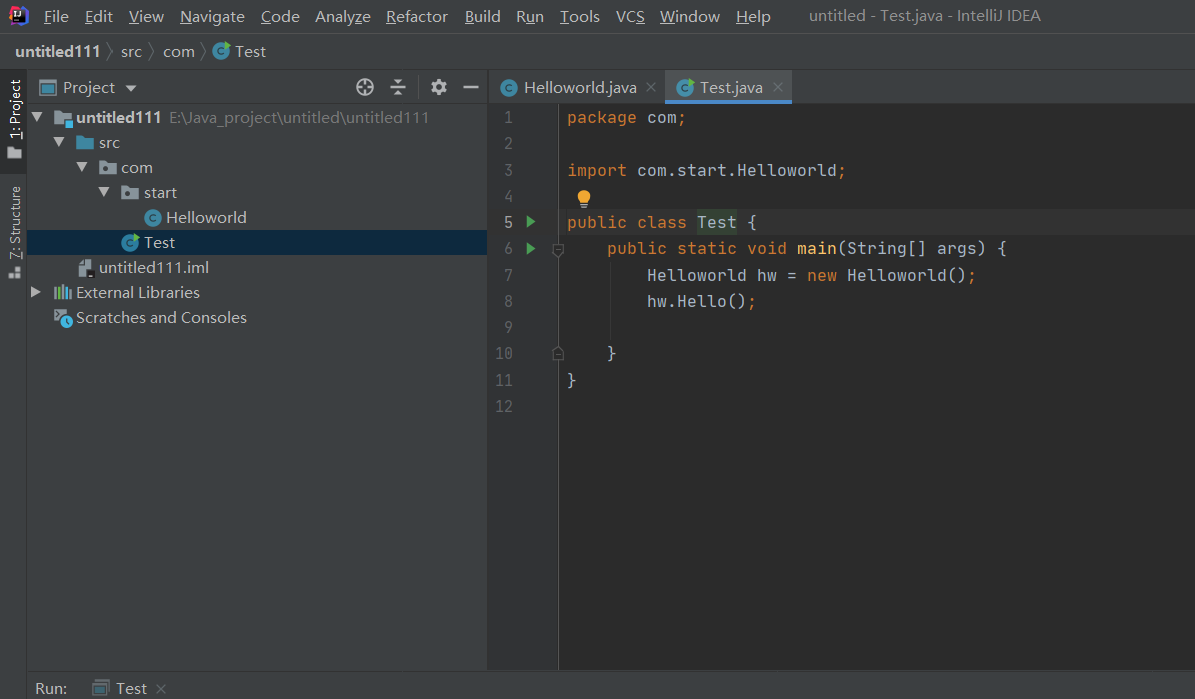 File Edit View Navigate Code Analyze Refactor Build Run Tools VCS Window Help untitled - Test.java - IntelliJ IDEA
untitled111 src com Test
1: Project
Z: Structure
Project
untitled111 E:\Java_project\untitled\untitled111
src
com
start
Helloworld
Test
untitled111.iml
External Libraries
Scratches and Consoles
Helloworld.java Test.java
1 package com;
2
3 import com.start.Helloworld;
4
5 public class Test {
6 public static void main(String[] args) {
7 Helloworld hw = new Helloworld();
8 hw.Hello();
9
10 }
11 }
12
Run: Test